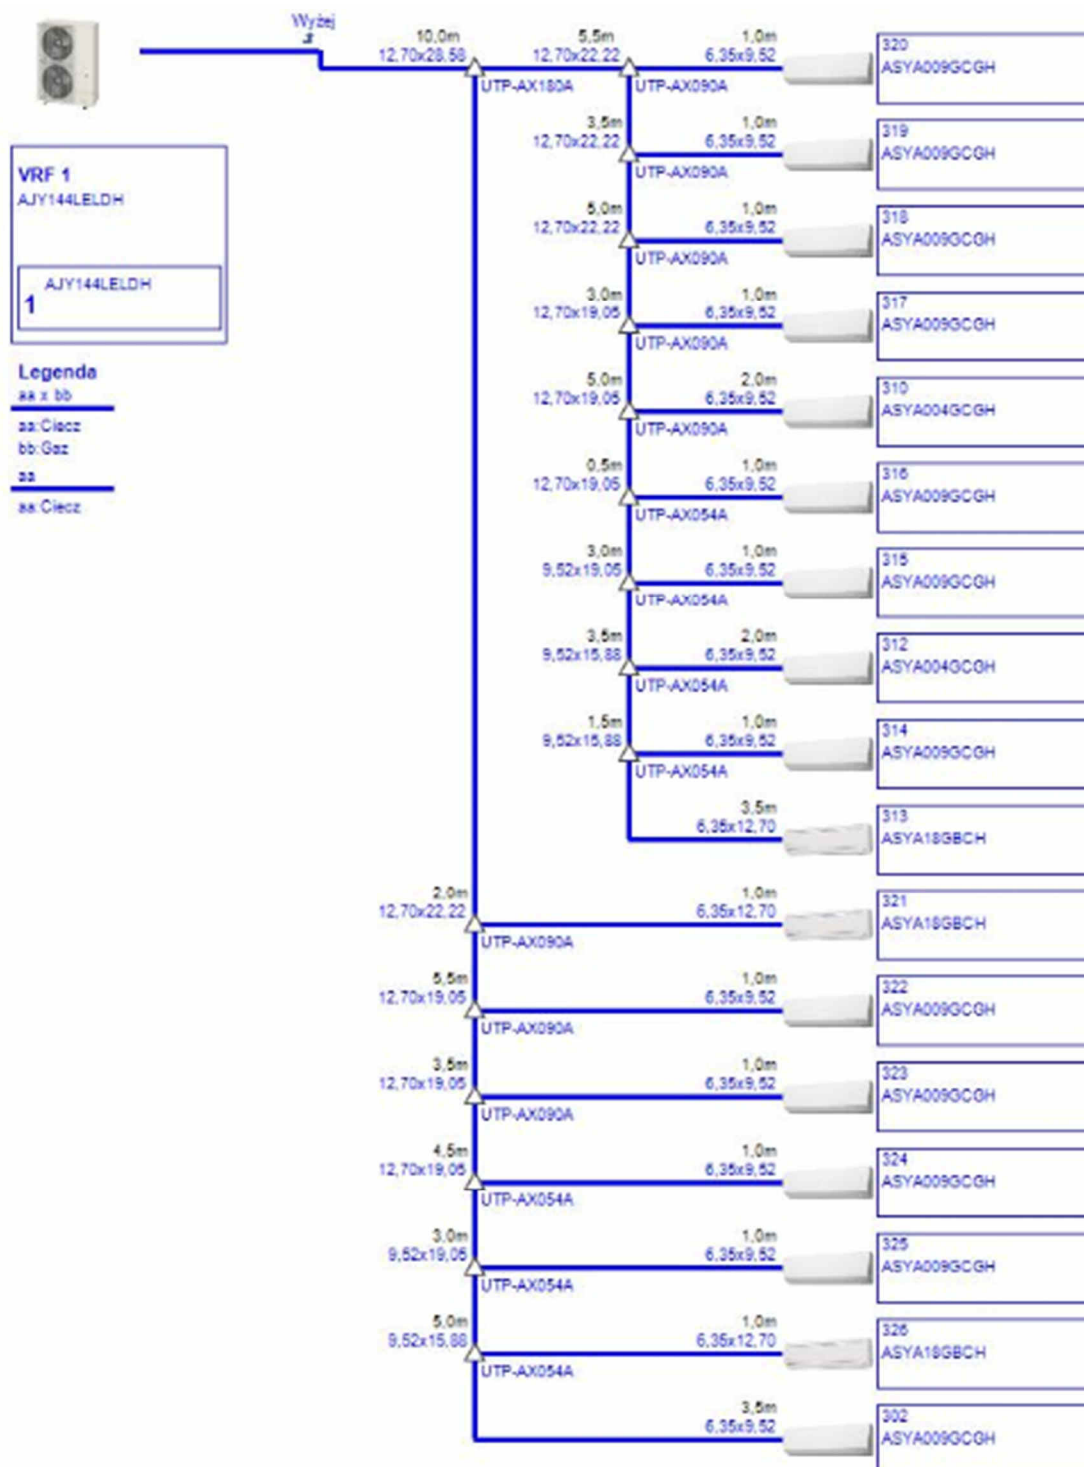 Wyżej
10,0m
12,70x28,58
UTP-AX180A
5,5m
12,70x22,22
UTP-AX090A
1,0m
6,35x9,52
320
ASYA009GCGH
3,5m
12,70x22,22
UTP-AX090A
1,0m
6,35x9,52
319
ASYA009GCGH
VRF 1
AJY144LELDH
AJY144LELDH
1
5,0m
12,70x22,22
UTP-AX090A
1,0m
6,35x9,52
318
ASYA009GCGH
3,0m
12,70x19,05
UTP-AX090A
1,0m
6,35x9,52
317
ASYA009GCGH
Legenda
aa x bb
aa:Ciecz
bb:Gaz
aa
aa:Ciecz
5,0m
12,70x19,05
UTP-AX090A
2,0m
6,35x9,52
310
ASYA004GCGH
0,5m
12,70x19,05
UTP-AX054A
1,0m
6,35x9,52
316
ASYA009GCGH
3,0m
9,52x19,05
UTP-AX054A
1,0m
6,35x9,52
315
ASYA009GCGH
3,5m
9,52x15,88
UTP-AX054A
2,0m
6,35x9,52
312
ASYA004GCGH
1,5m
9,52x15,88
UTP-AX054A
1,0m
6,35x9,52
314
ASYA009GCGH
3,5m
6,35x12,70
313
ASYA18GBCH
2,0m
12,70x22,22
UTP-AX090A
1,0m
6,35x12,70
321
ASYA18GBCH
5,5m
12,70x19,05
UTP-AX090A
1,0m
6,35x9,52
322
ASYA009GCGH
3,5m
12,70x19,05
UTP-AX090A
1,0m
6,35x9,52
323
ASYA009GCGH
4,5m
12,70x19,05
UTP-AX054A
1,0m
6,35x9,52
324
ASYA009GCGH
3,0m
9,52x19,05
UTP-AX054A
1,0m
6,35x9,52
325
ASYA009GCGH
5,0m
9,52x15,88
UTP-AX054A
1,0m
6,35x12,70
326
ASYA18GBCH
3,5m
6,35x9,52
302
ASYA009GCGH